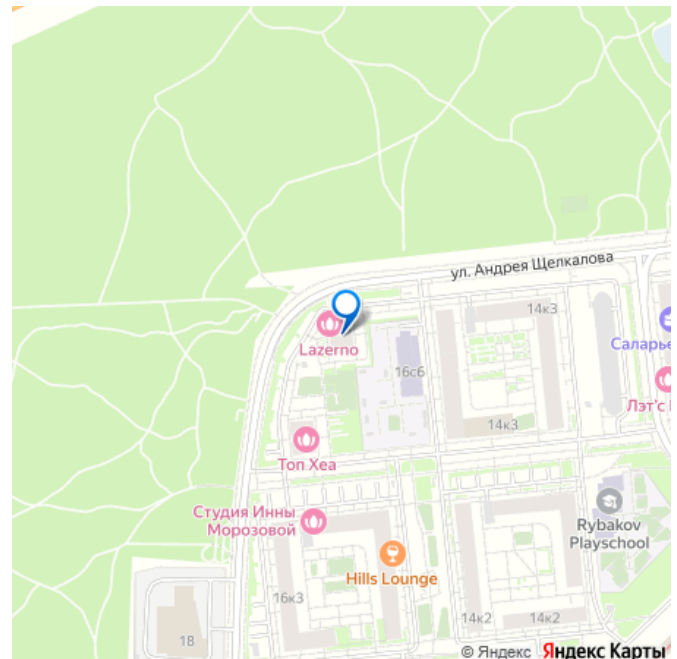 ул. Андрея Щелкалова
14к3
Lazerno
Саларье
16с6
Лэт'с
14к3
Топ Хеа
Студия Инны
Морозовой
Rybakov
Playschool
Hills Lounge
16к3
14к2
14к2
18
© Яндекс Яндекс Карты